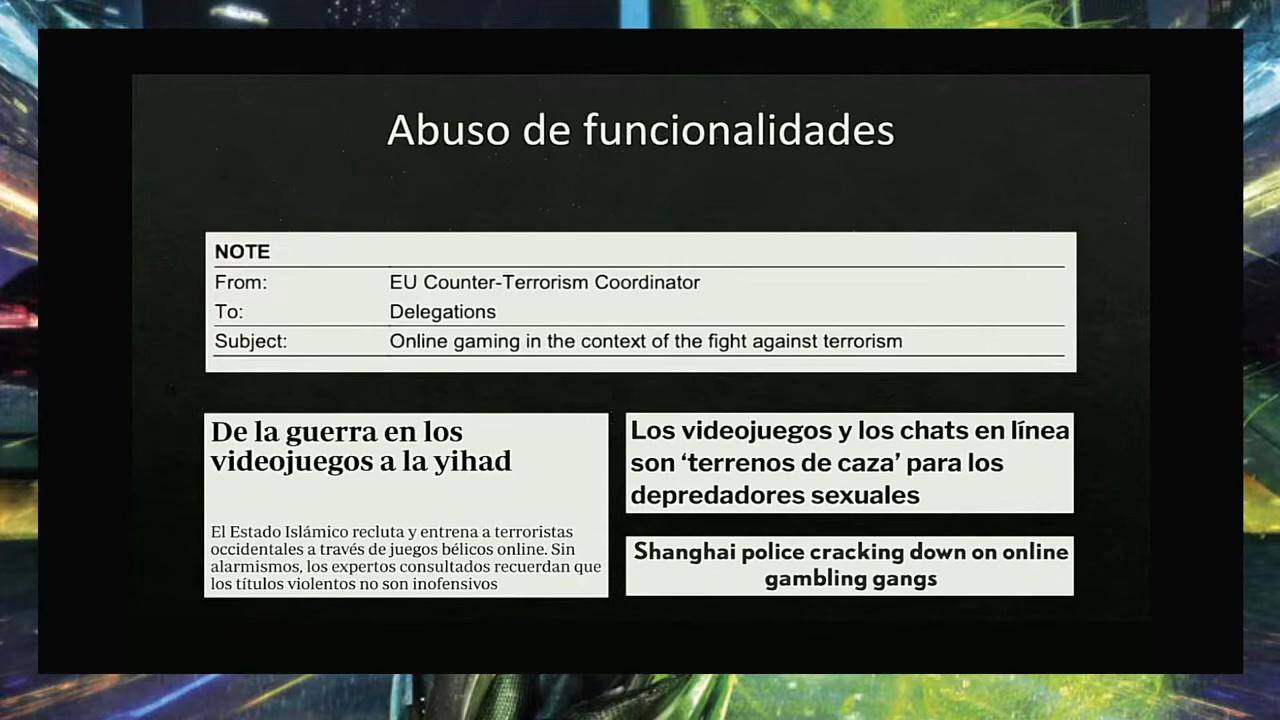 Abuso de funcionalidades
NOTE
From: EU Counter-Terrorism Coordinator
To: Delegations
Subject: Online gaming in the context of the fight against terrorism
De la guerra en los
videojuegos a la yihad
El Estado Islámico recluta y entrena a terroristas
occidentales a través de juegos bélicos online. Sin
alarmismos, los expertos consultados recuerdan que
los títulos violentos no son inofensivos
Los videojuegos y los chats en línea
son ‘terrenos de caza’ para los
depredadores sexuales
Shanghai police cracking down on online
gambling gangs